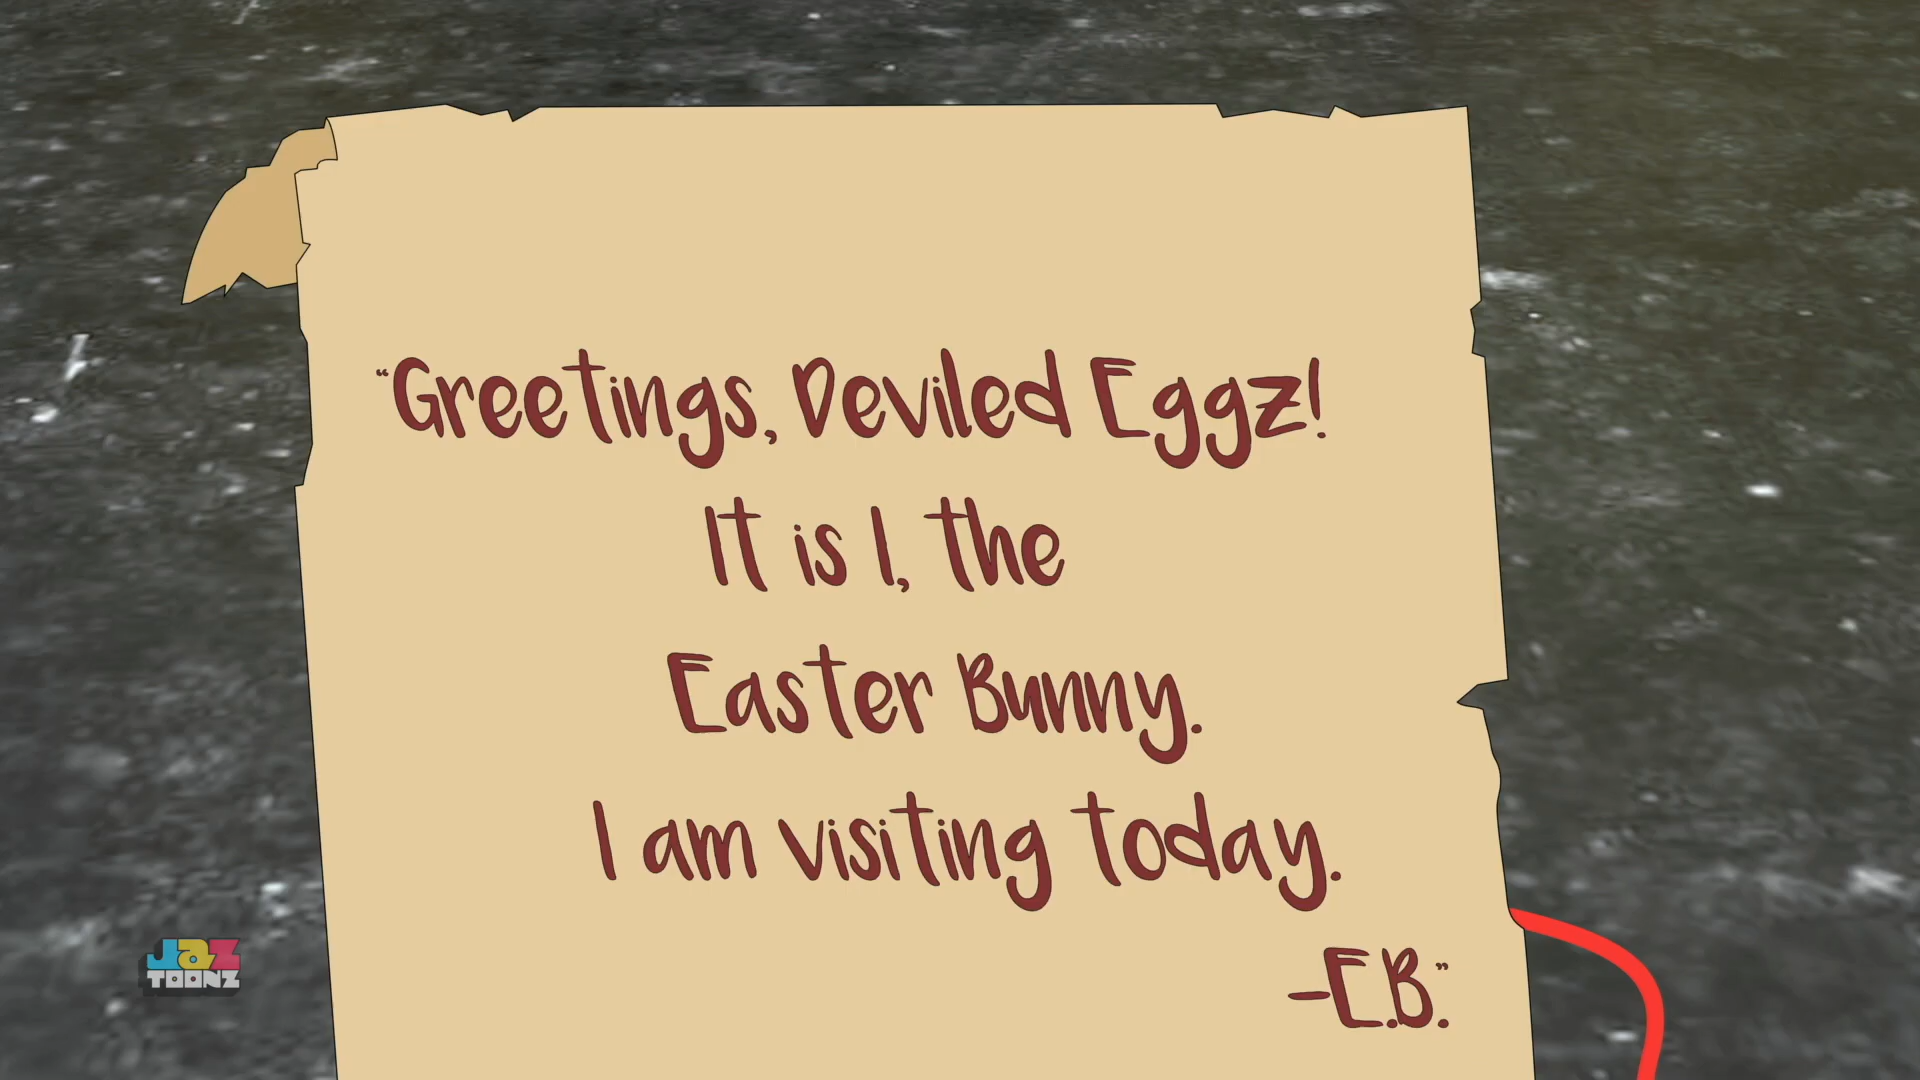 “Greetings, Deviled Eggz!
It is I, the
Easter Bunny.
I am visiting today.
-E.B.”
Jaz
TOONZ